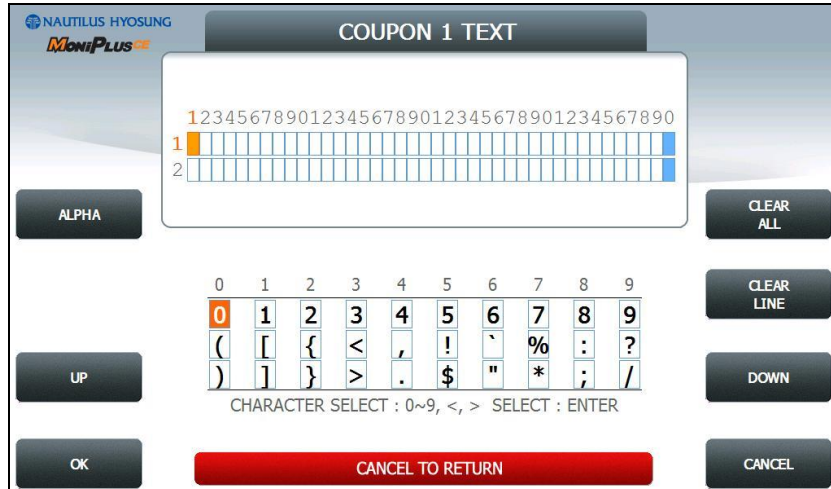 NAUTILUS HYOSUNG
MoniPlusCE
COUPON 1 TEXT
1234567890123456789012345678901234567890
1
2
ALPHA
CLEAR
ALL
0 1 2 3 4 5 6 7 8 9
0 1 2 3 4 5 6 7 8 9
( [ { < , ! ` % : ?
) ] } > . $ " * ; /
CLEAR
LINE
UP
DOWN
CHARACTER SELECT : 0~9, <, > SELECT : ENTER
OK
CANCEL TO RETURN
CANCEL